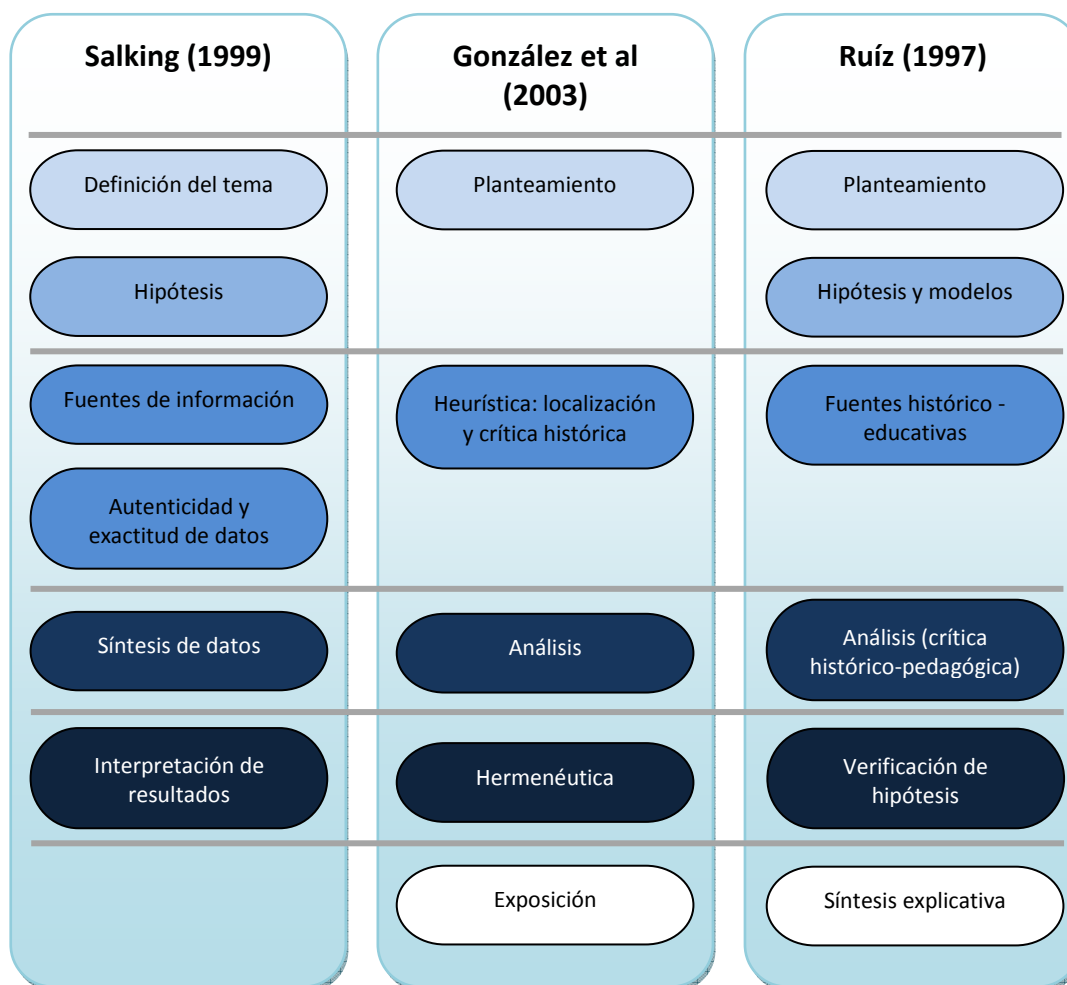 Salking (1999)
González et al
(2003)
Ruíz (1997)
Definición del tema
Planteamiento
Planteamiento
Hipótesis
Hipótesis y modelos
Fuentes de información
Heurística: localización
y crítica histórica
Fuentes histórico -
educativas
Autenticidad y
exactitud de datos
Síntesis de datos
Análisis
Análisis (crítica
histórico-pedagógica)
Interpretación de
resultados
Hermenéutica
Verificación de
hipótesis
Exposición
Síntesis explicativa